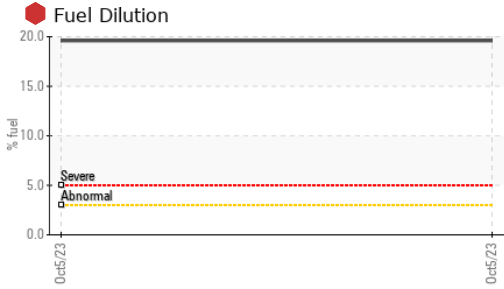 Fuel Dilution
20.0
15.0
10.0
5.0
0.0
% fuel
Severe
Abnormal
Oct5/23
Oct5/23